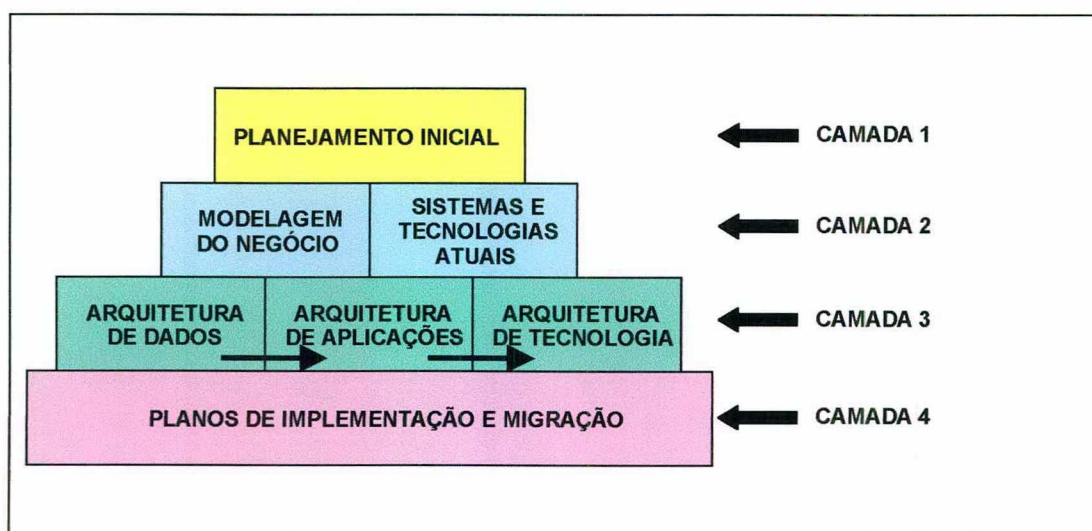 PLANEJAMENTO INICIAL
CAMADA 1
MODELAGEM
DO NEGÓCIO
SISTEMAS E
TECNOLOGIAS
ATUAIS
CAMADA 2
ARQUITETURA
DE DADOS
ARQUITETURA
DE APLICAÇÕES
ARQUITETURA
DE TECNOLOGIA
CAMADA 3
PLANOS DE IMPLEMENTAÇÃO E MIGRAÇÃO
CAMADA 4